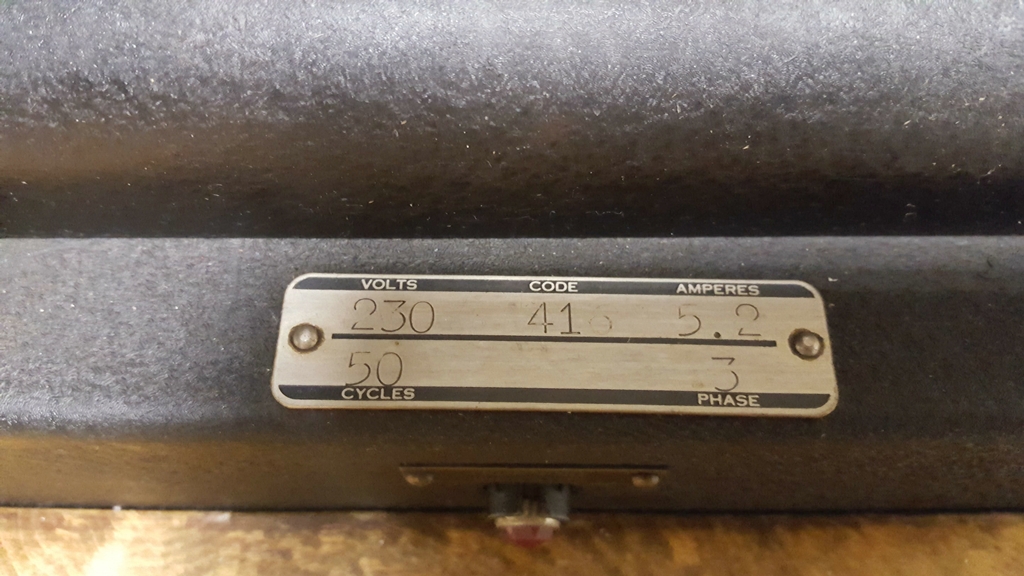 VOLTS CODE AMPERES
230 5.2
50 3
CYCLES PHASE